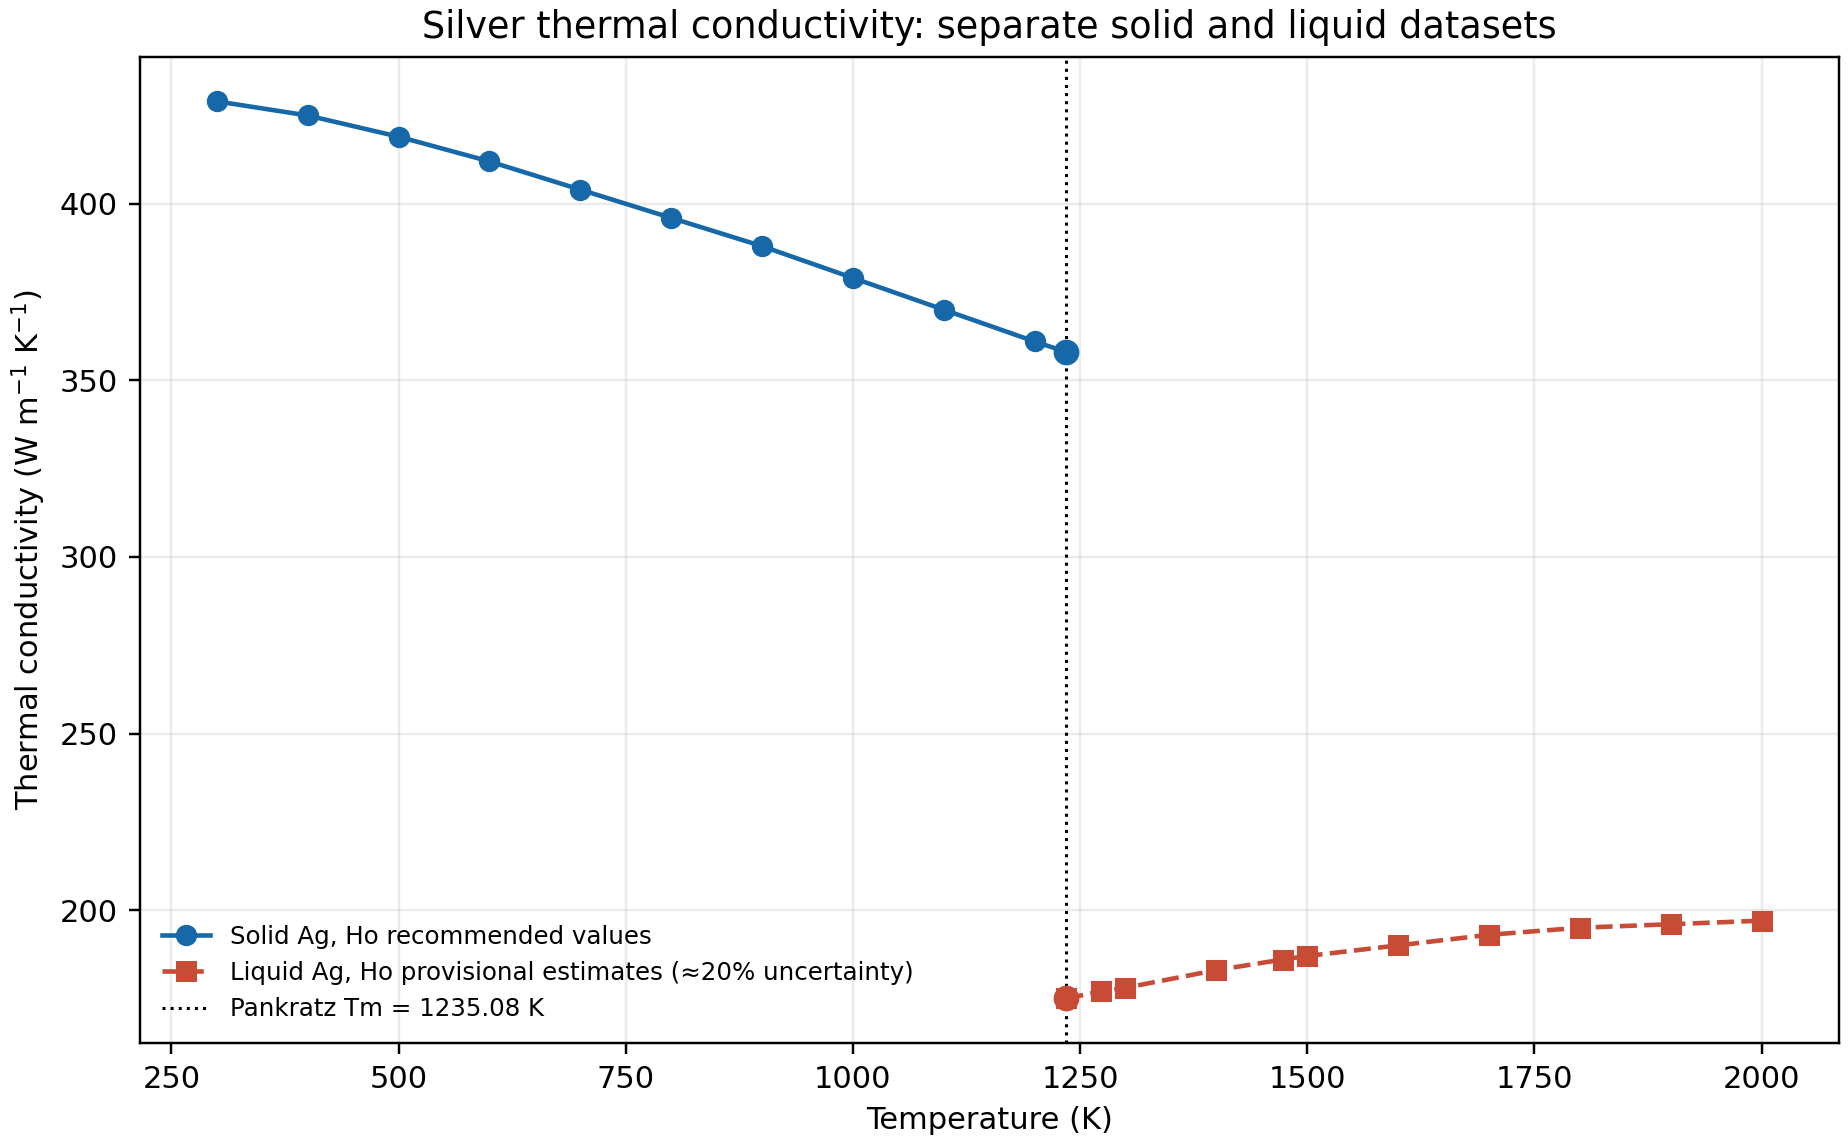 Silver thermal conductivity: separate solid and liquid datasets
Thermal conductivity (W m⁻¹ K⁻¹)
400
350
300
250
200
Solid Ag, Ho recommended values
Liquid Ag, Ho provisional estimates (≈20% uncertainty)
Pankratz Tm = 1235.08 K
250 500 750 1000 1250 1500 1750 2000
Temperature (K)